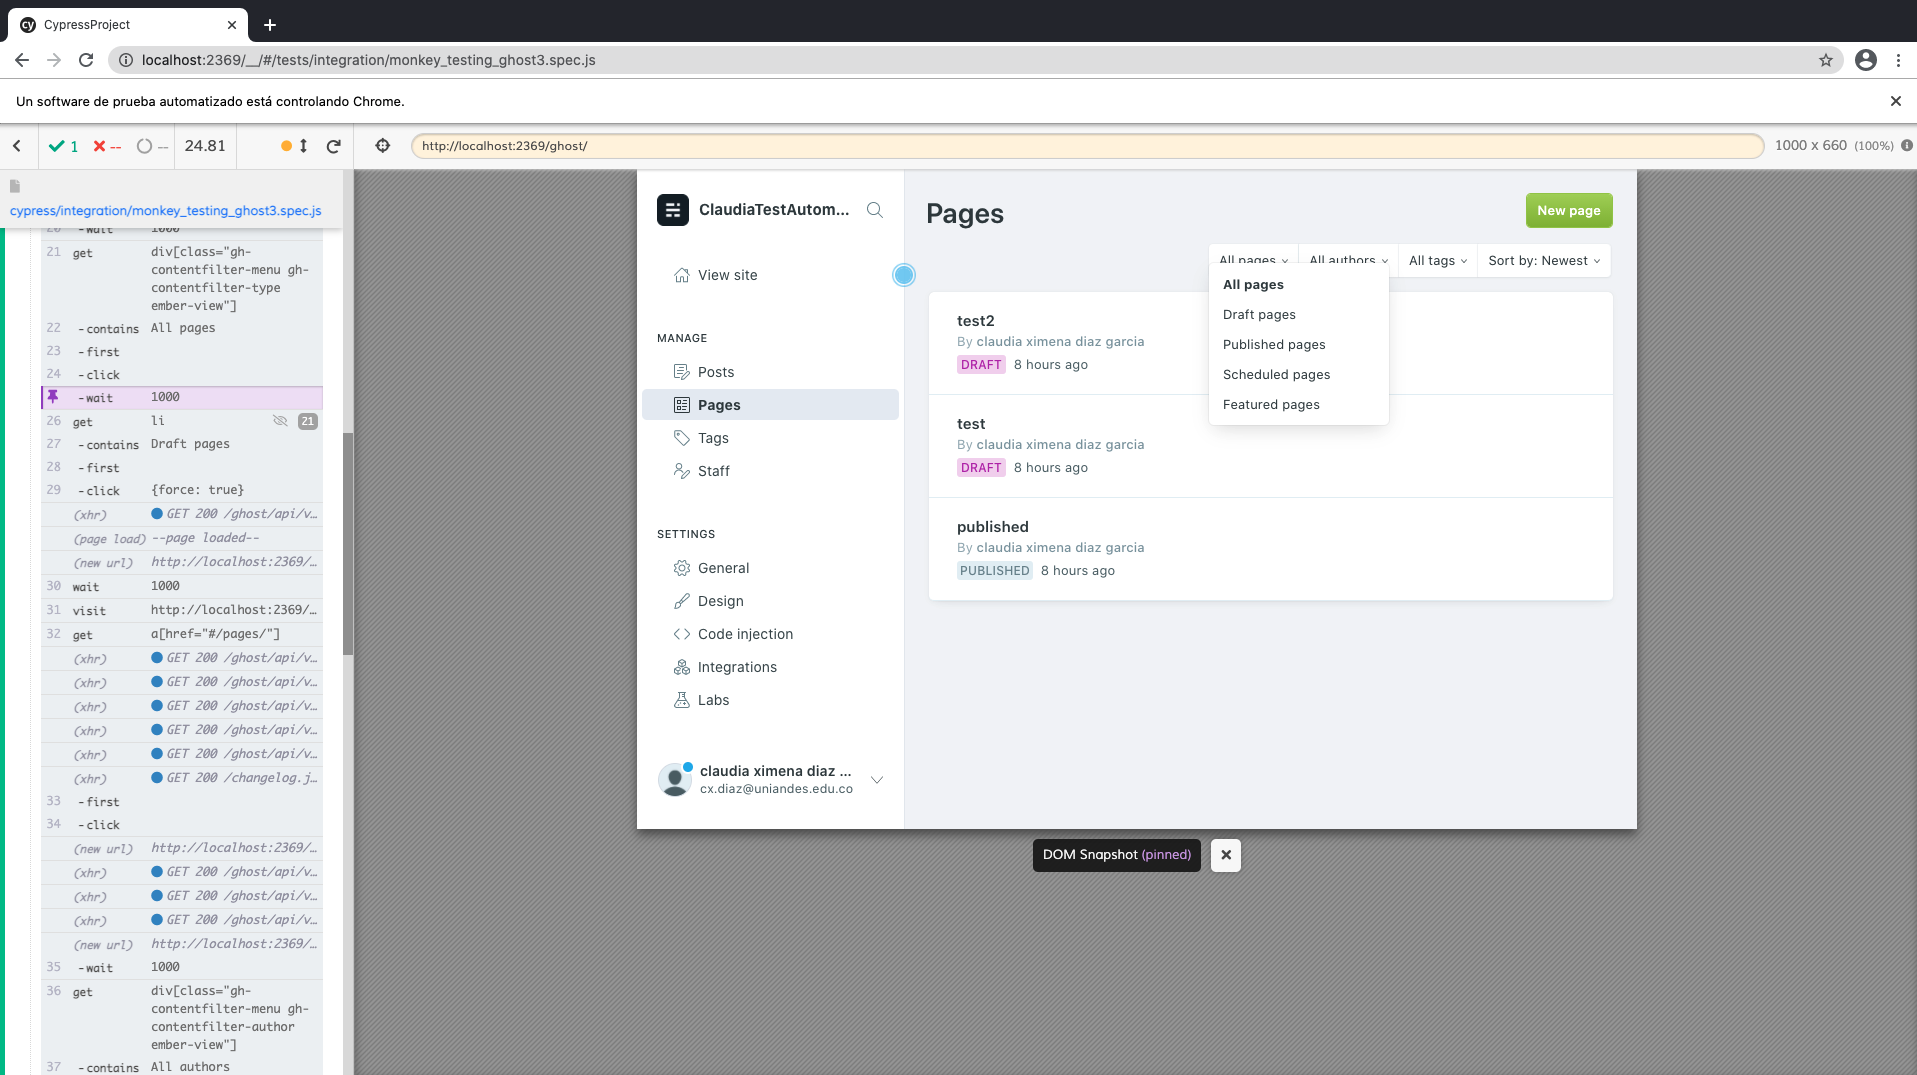 CypressProject
localhost:2369/__/#/tests/integration/monkey_testing_ghost3.spec.js
Un software de prueba automatizado está controlando Chrome.
1 -- -- 24.81
http://localhost:2369/ghost/
1000 x 660 (100%)
cypress/integration/monkey_testing_ghost3.spec.js
20 -wait 1000
21 get div[class="gh-
contentfilter-menu gh-
contentfilter-type
ember-view"]
22 -contains All pages
23 -first
24 -click
-wait 1000
26 get li 21
27 -contains Draft pages
28 -first
29 -click {force: true}
(xhr) GET 200 /ghost/api/v…
(page load) --page loaded--
(new url) http://localhost:2369/…
30 wait 1000
31 visit http://localhost:2369/…
32 get a[href="#/pages/"]
(xhr) GET 200 /ghost/api/v…
(xhr) GET 200 /ghost/api/v…
(xhr) GET 200 /ghost/api/v…
(xhr) GET 200 /ghost/api/v…
(xhr) GET 200 /ghost/api/v…
(xhr) GET 200 /changelog.j…
33 -first
34 -click
(new url) http://localhost:2369/…
(xhr) GET 200 /ghost/api/v…
(xhr) GET 200 /ghost/api/v…
(xhr) GET 200 /ghost/api/v…
(new url) http://localhost:2369/…
35 -wait 1000
36 get div[class="gh-
contentfilter-menu gh-
contentfilter-author
ember-view"]
37 -contains All authors
ClaudiaTestAutom...
View site
MANAGE
Posts
Pages
Tags
Staff
SETTINGS
General
Design
Code injection
Integrations
Labs
claudia ximena diaz ...
cx.diaz@uniandes.edu.co
Pages
New page
All pages All authors All tags Sort by: Newest
All pages
Draft pages
Published pages
Scheduled pages
Featured pages
test2
By claudia ximena diaz garcia
DRAFT 8 hours ago
test
By claudia ximena diaz garcia
DRAFT 8 hours ago
published
By claudia ximena diaz garcia
PUBLISHED 8 hours ago
DOM Snapshot (pinned)